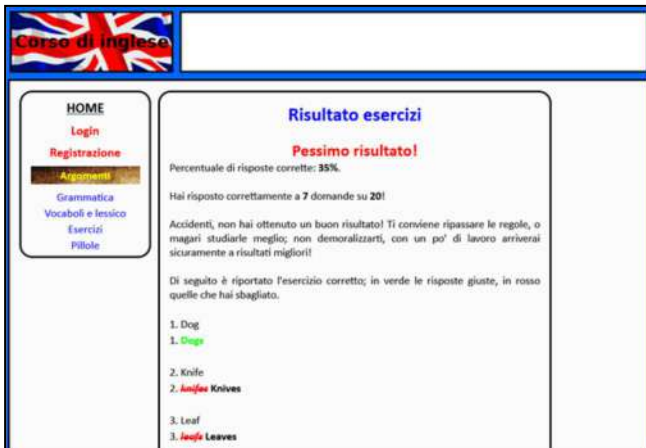 Corso di inglese
HOME
Login
Registrazione
Argomenti
Grammatica
Vocaboli e lessico
Esercizi
Pillole
Risultato esercizi
Pessimo risultato!
Percentuale di risposte corrette: 35%.
Hai risposto correttamente a 7 domande su 20!
Accidenti, non hai ottenuto un buon risultato! Ti conviene ripassare le regole, o
magari studiarle meglio; non demoralizzarti, con un po' di lavoro arriverai
sicuramente a risultati migliori!
Di seguito è riportato l'esercizio corretto; in verde le risposte giuste, in rosso
quelle che hai sbagliato.
1. Dog
1. Dogs
2. Knife
2. knifes Knives
3. Leaf
3. leafs Leaves